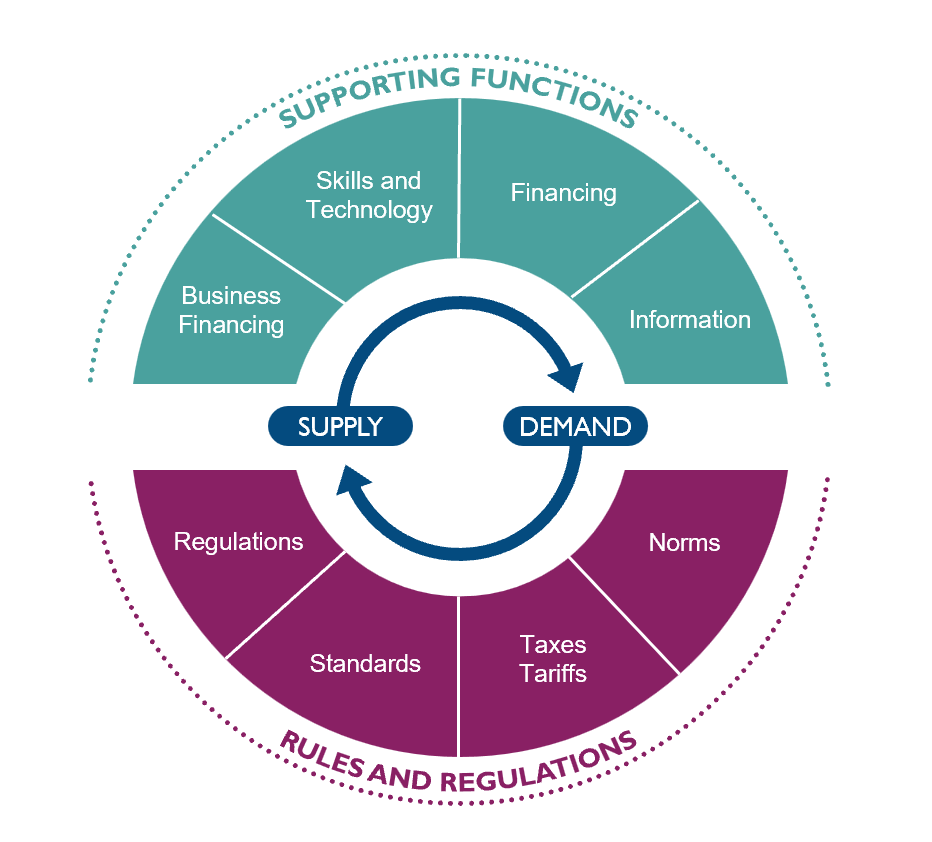 SUPPORTING FUNCTIONS
Skills and
Technology
Financing
Business
Financing
Information
SUPPLY
DEMAND
Regulations
Norms
Standards
Taxes
Tariffs
RULES AND REGULATIONS